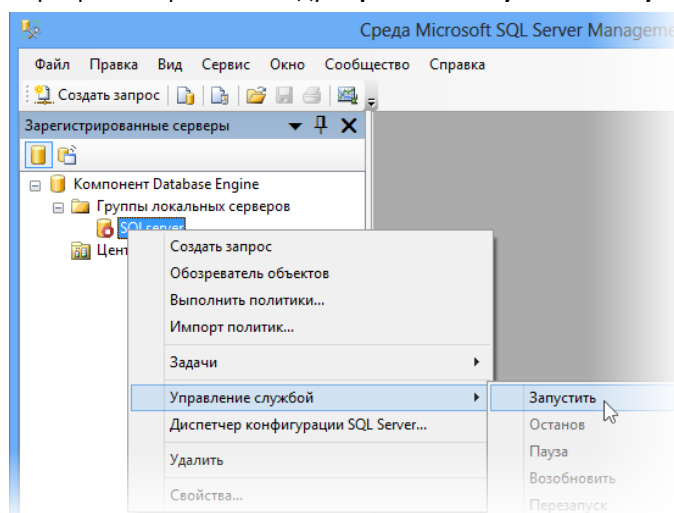 Среда Microsoft SQL Server Manageme
Файл Правка Вид Сервис Окно Сообщество Справка
Создать запрос
Зарегистрированные серверы
Компонент Database Engine
Группы локальных серверов
SQLserver
Цент
Создать запрос
Обозреватель объектов
Выполнить политики...
Импорт политик...
Задачи
Управление службой
Диспетчер конфигурации SQL Server...
Удалить
Свойства...
Запустить
Останов
Пауза
Возобновить
Перезапуск